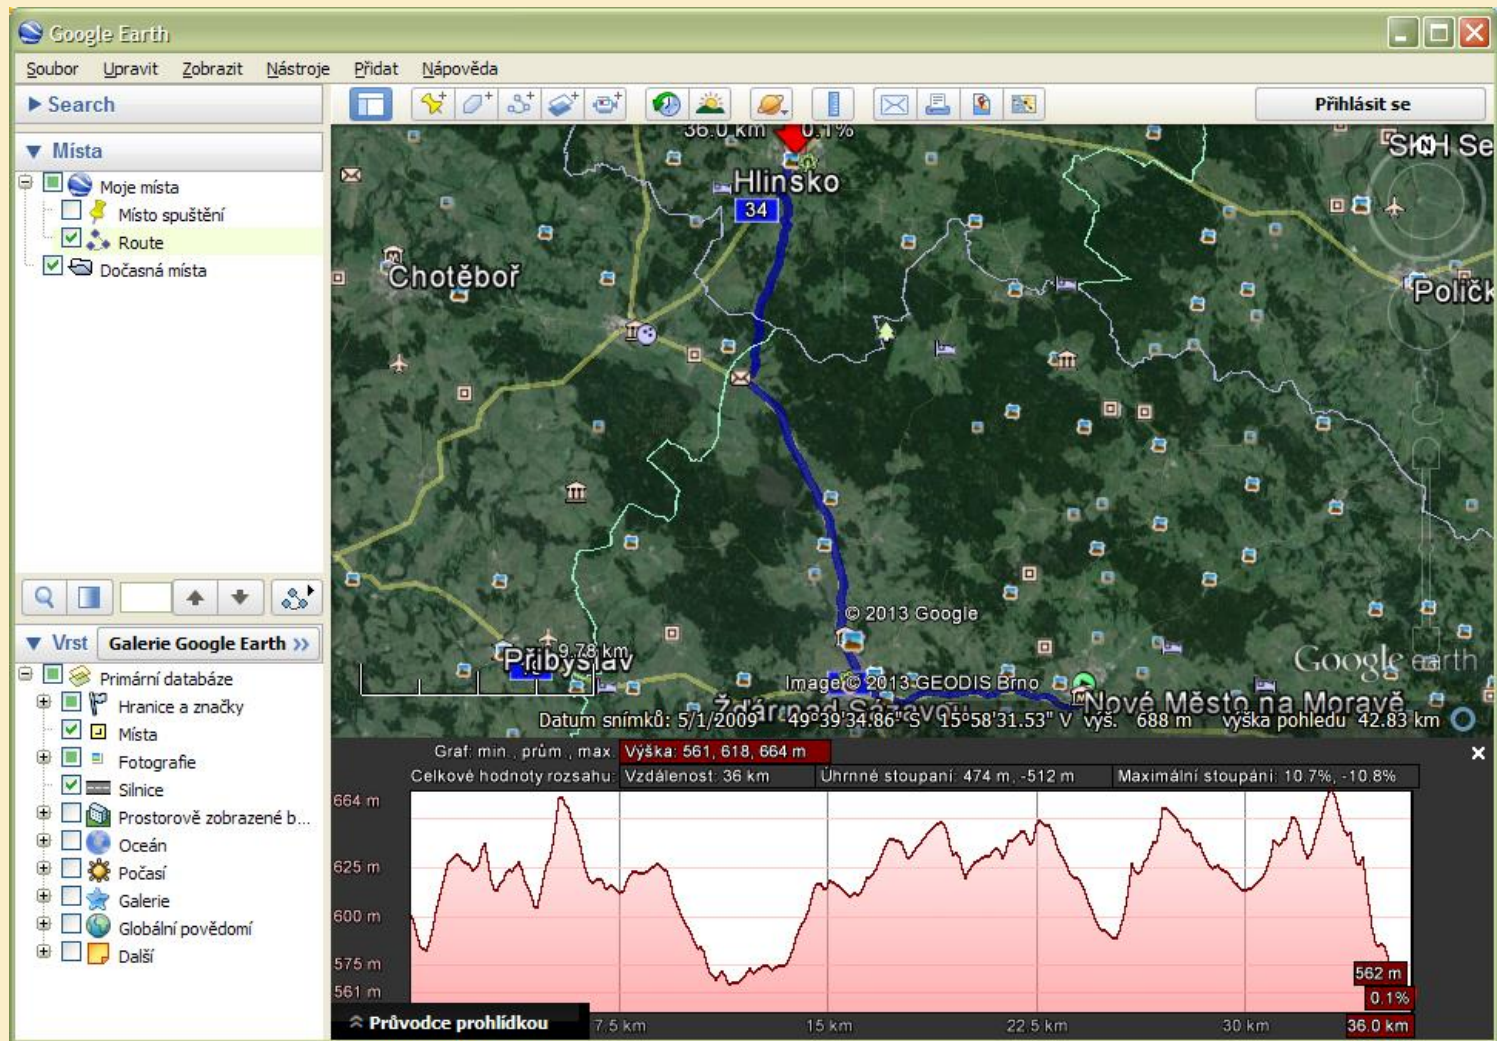 Google Earth
Soubor Upravit Zobrazit Nástroje Přidat Nápověda
Search
Přihlásit se
Místa
Moje místa
Místo spuštění
Route
Dočasná místa
36.0 km 0.1%
N
Hlinsko
34
Chotěboř
© 2013 Google
9.78 km
Přibyslav
Image © 2013 GEODIS Brno
Google earth
Žďár nad Sázavou
Nové Město na Moravě
Datum snímků: 5/1/2009 49°39'34.86" S 15°58'31.53" V výš. 688 m výška pohledu 42.83 km
Vrst Galerie Google Earth >>
Primární databáze
Hranice a značky
Místa
Fotografie
Silnice
Prostorově zobrazené b...
Oceán
Počasí
Galerie
Globální povědomí
Další
Graf: min., prům., max. Výška: 561, 618, 664 m
Celkové hodnoty rozsahu: Vzdálenost: 36 km Úhrnné stoupaní: 474 m, -512 m Maximální stoupání: 10.7%, -10.8%
664 m
625 m
600 m
575 m
561 m
562 m
0.1%
Průvodce prohlídkou
7.5 km 15 km 22.5 km 30 km 36.0 km